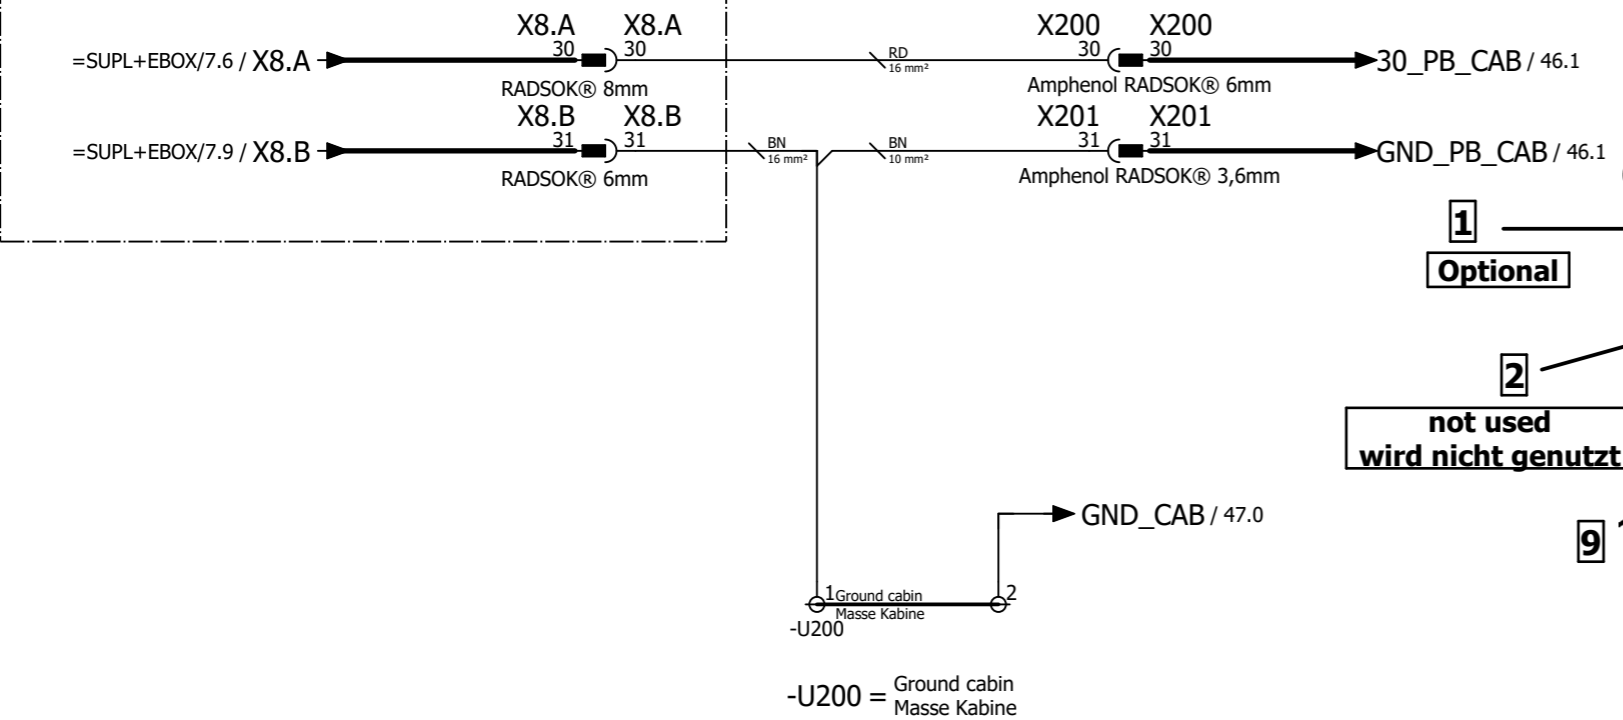 X8.A X8.A X200 X200
30 30 30 30
=SUPL+EBOX/7.6 / X8.A RD 30_PB_CAB / 46.1
16 mm²
RADSOK® 8mm Amphenol RADSOK® 6mm
X8.B X8.B X201 X201
31 31 31 31
=SUPL+EBOX/7.9 / X8.B BN BN GND_PB_CAB / 46.1
16 mm² 10 mm²
RADSOK® 6mm Amphenol RADSOK® 3,6mm
1
Optional
2
not used
wird nicht genutzt
GND_CAB / 47.0
9
1 Ground cabin 2
Masse Kabine
-U200
-U200 = Ground cabin
Masse Kabine